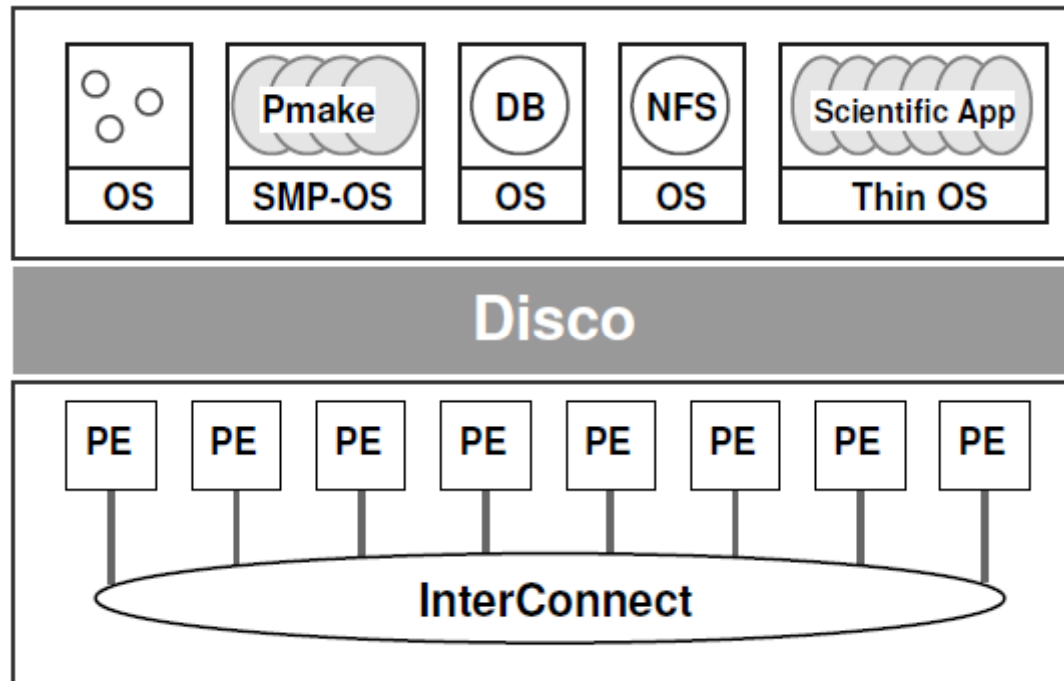 Pmake
DB
NFS
Scientific App
OS
SMP-OS
OS
OS
Thin OS
Disco
PE
PE
PE
PE
PE
PE
PE
PE
InterConnect